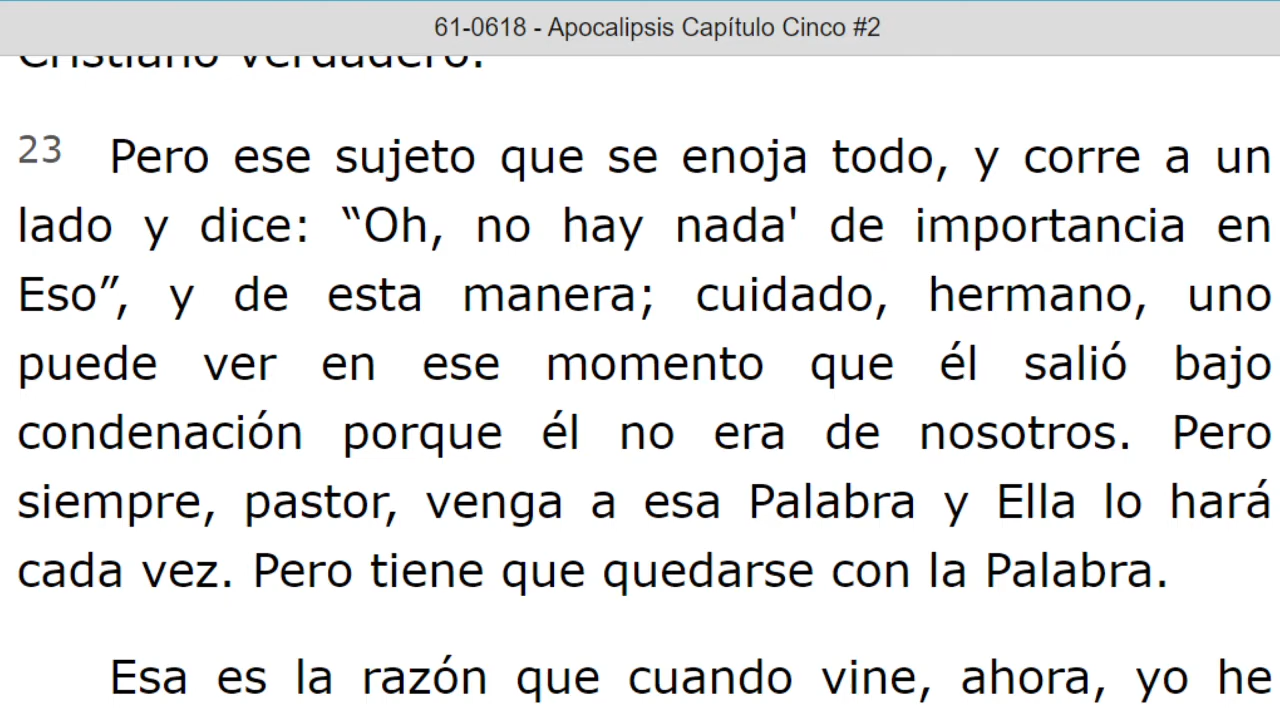 61-0618 - Apocalipsis Capítulo Cinco #2
Cristiano verdadero.
23 Pero ese sujeto que se enoja todo, y corre a un
lado y dice: “Oh, no hay nada' de importancia en
Eso”, y de esta manera; cuidado, hermano, uno
puede ver en ese momento que él salió bajo
condenación porque él no era de nosotros. Pero
siempre, pastor, venga a esa Palabra y Ella lo hará
cada vez. Pero tiene que quedarse con la Palabra.
Esa es la razón que cuando vine, ahora, yo he